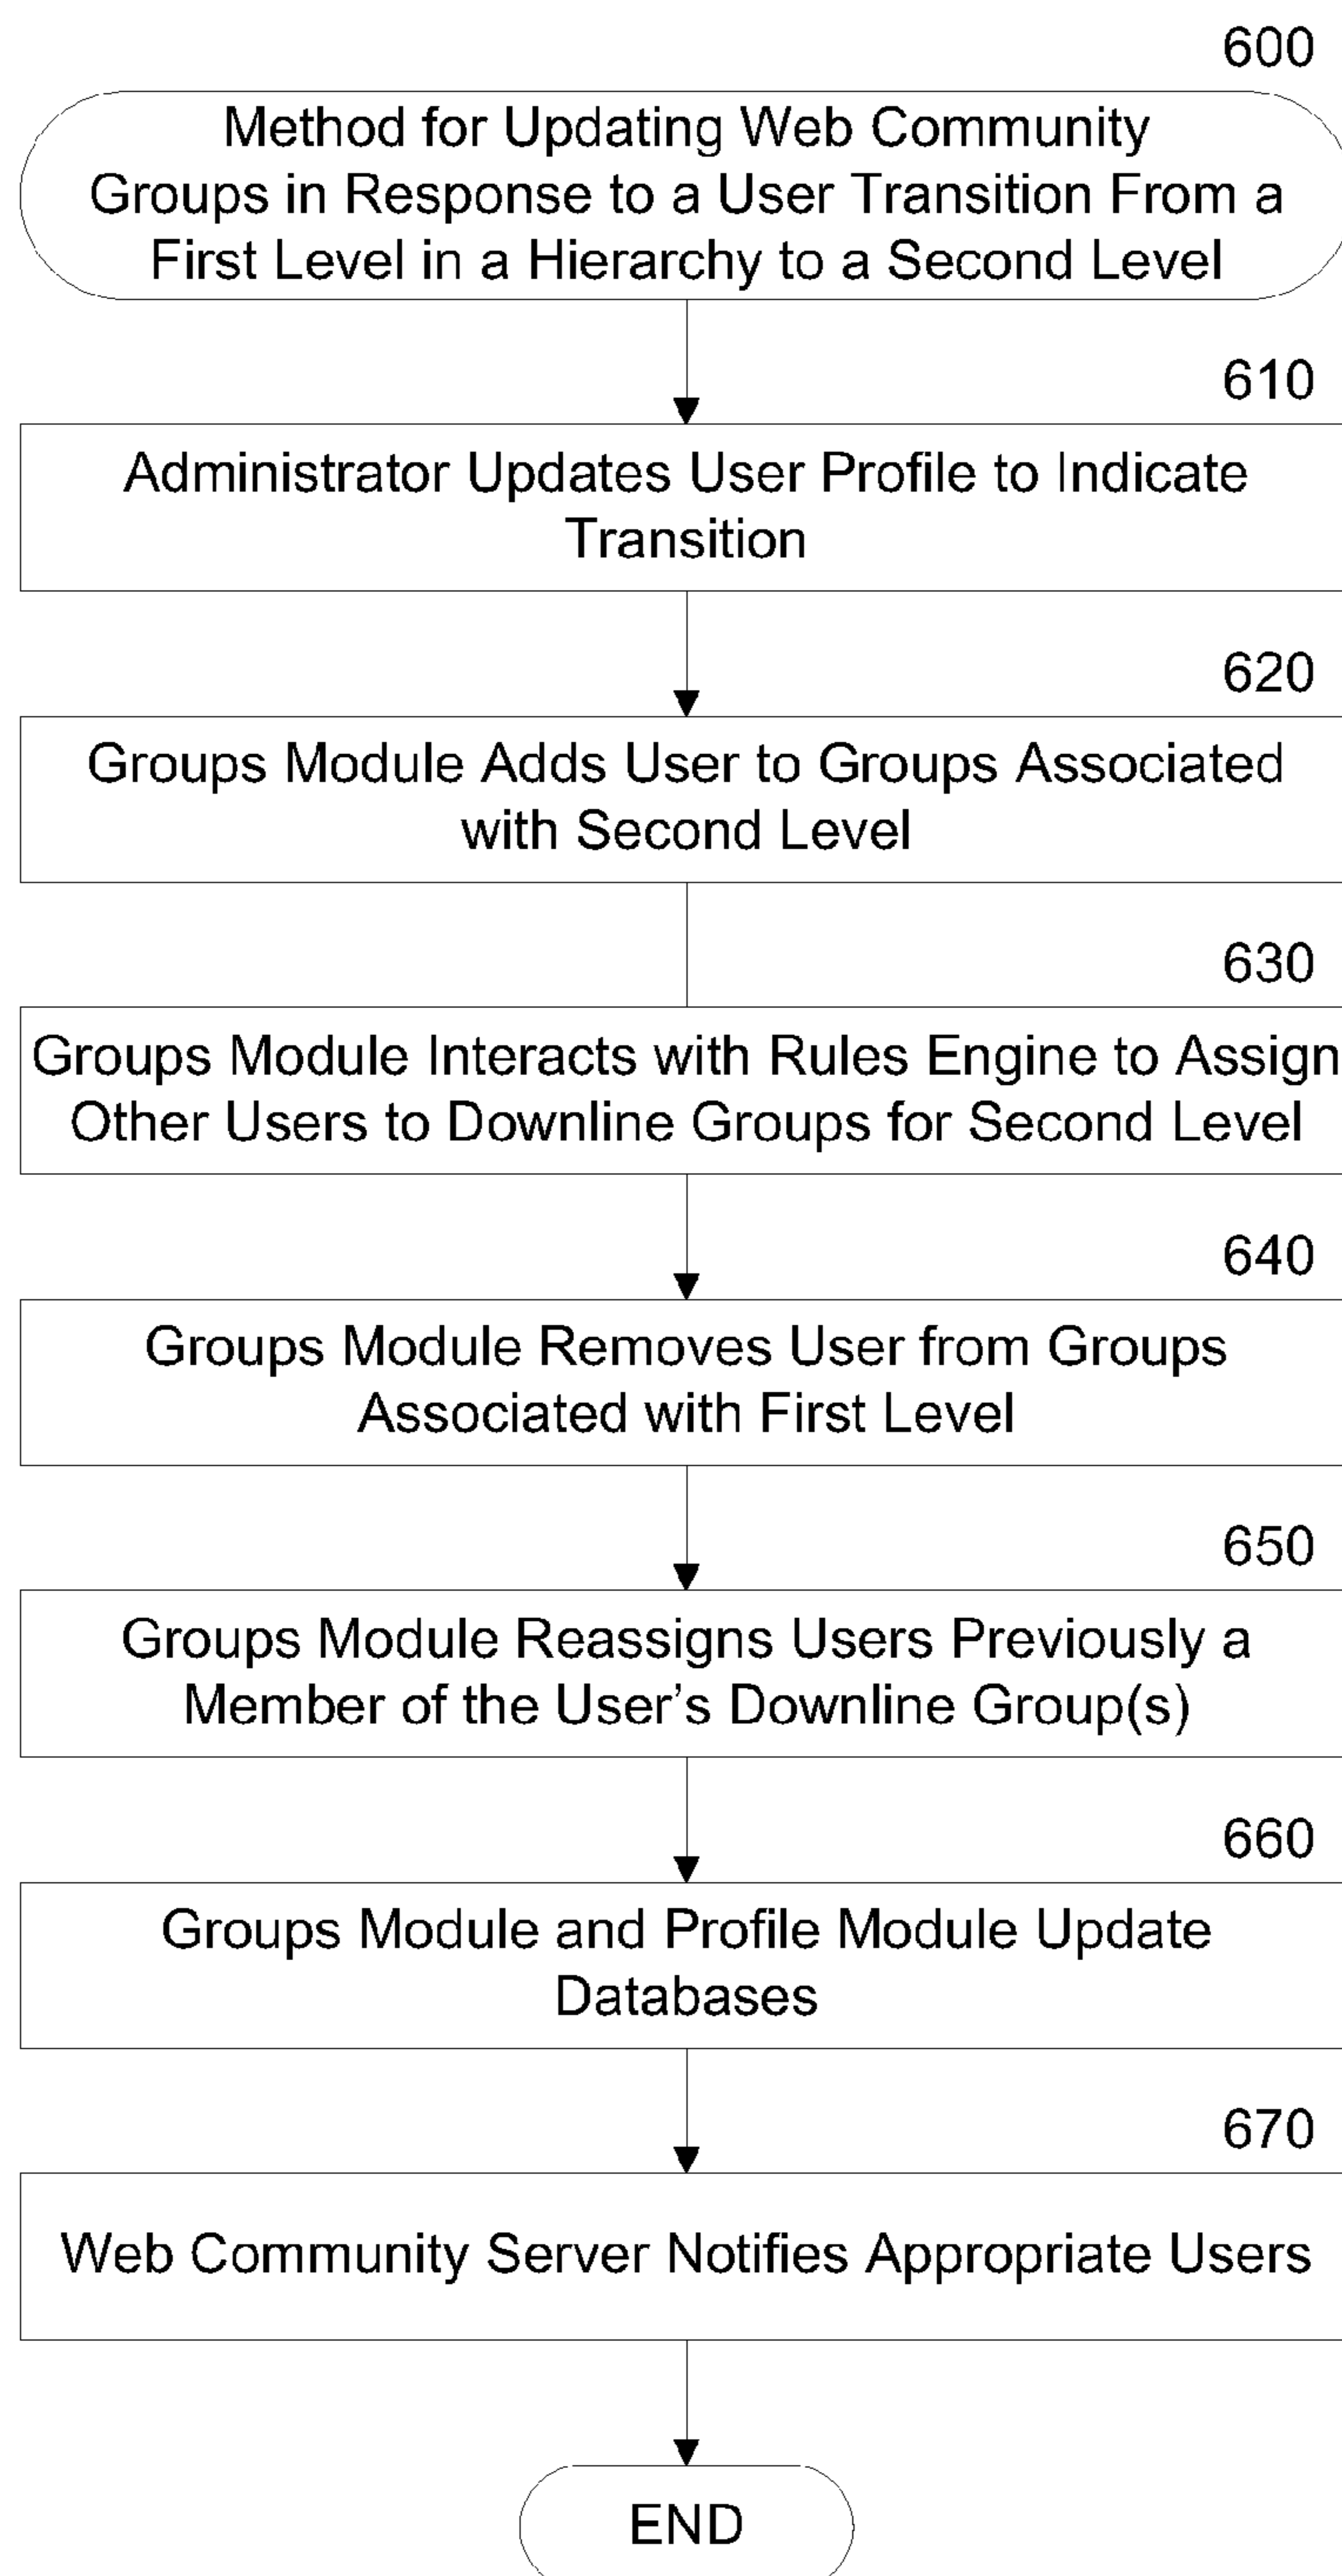 600
Method for Updating Web Community
Groups in Response to a User Transition From a
First Level in a Hierarchy to a Second Level
610
Administrator Updates User Profile to Indicate
Transition
620
Groups Module Adds User to Groups Associated
with Second Level
630
Groups Module Interacts with Rules Engine to Assign
Other Users to Downline Groups for Second Level
640
Groups Module Removes User from Groups
Associated with First Level
650
Groups Module Reassigns Users Previously a
Member of the User’s Downline Group(s)
660
Groups Module and Profile Module Update
Databases
670
Web Community Server Notifies Appropriate Users
END